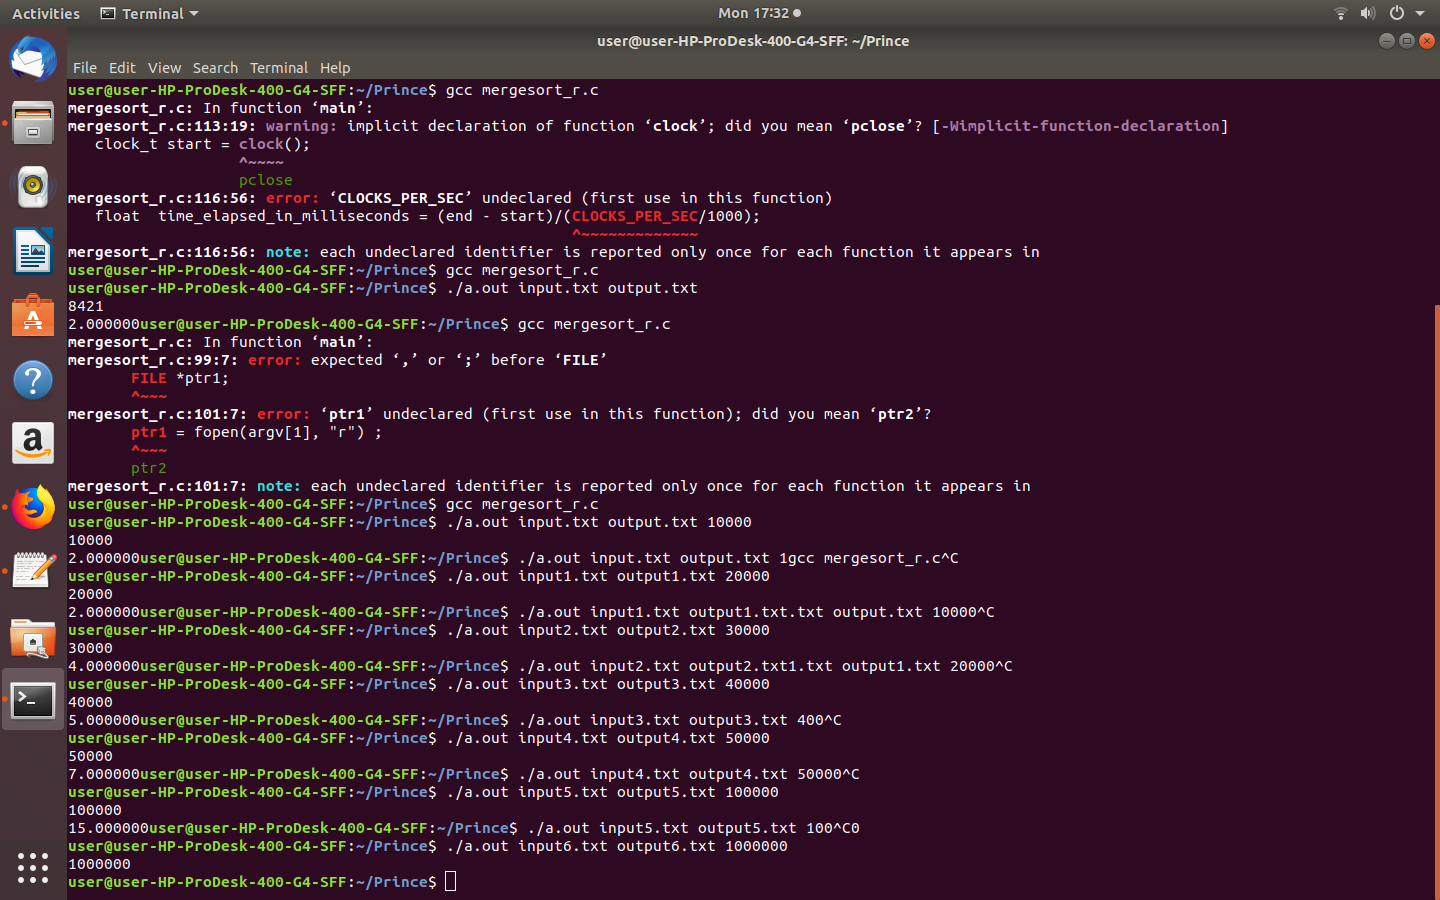 Activities Terminal Mon 17:32
user@user-HP-ProDesk-400-G4-SFF: ~/Prince
File Edit View Search Terminal Help
user@user-HP-ProDesk-400-G4-SFF:~/Prince$ gcc mergesort_r.c
mergesort_r.c: In function ‘main’:
mergesort_r.c:113:19: warning: implicit declaration of function ‘clock’; did you mean ‘pclose’? [-Wimplicit-function-declaration]
   clock_t start = clock();
                   ^~~~~
                   pclose
mergesort_r.c:116:56: error: ‘CLOCKS_PER_SEC’ undeclared (first use in this function)
   float  time_elapsed_in_milliseconds = (end - start)/(CLOCKS_PER_SEC/1000);
                                                        ^~~~~~~~~~~~~~
mergesort_r.c:116:56: note: each undeclared identifier is reported only once for each function it appears in
user@user-HP-ProDesk-400-G4-SFF:~/Prince$ gcc mergesort_r.c
user@user-HP-ProDesk-400-G4-SFF:~/Prince$ ./a.out input.txt output.txt
8421
2.000000user@user-HP-ProDesk-400-G4-SFF:~/Prince$ gcc mergesort_r.c
mergesort_r.c: In function ‘main’:
mergesort_r.c:99:7: error: expected ‘,’ or ‘;’ before ‘FILE’
       FILE *ptr1;
       ^~~~
mergesort_r.c:101:7: error: ‘ptr1’ undeclared (first use in this function); did you mean ‘ptr2’?
       ptr1 = fopen(argv[1], "r") ;
       ^~~~
       ptr2
mergesort_r.c:101:7: note: each undeclared identifier is reported only once for each function it appears in
user@user-HP-ProDesk-400-G4-SFF:~/Prince$ gcc mergesort_r.c
user@user-HP-ProDesk-400-G4-SFF:~/Prince$ ./a.out input.txt output.txt 10000
10000
2.000000user@user-HP-ProDesk-400-G4-SFF:~/Prince$ ./a.out input.txt output.txt 1gcc mergesort_r.c^C
user@user-HP-ProDesk-400-G4-SFF:~/Prince$ ./a.out input1.txt output1.txt 20000
20000
2.000000user@user-HP-ProDesk-400-G4-SFF:~/Prince$ ./a.out input1.txt output1.txt.txt output.txt 10000^C
user@user-HP-ProDesk-400-G4-SFF:~/Prince$ ./a.out input2.txt output2.txt 30000
30000
4.000000user@user-HP-ProDesk-400-G4-SFF:~/Prince$ ./a.out input2.txt output2.txt1.txt output1.txt 20000^C
user@user-HP-ProDesk-400-G4-SFF:~/Prince$ ./a.out input3.txt output3.txt 40000
40000
5.000000user@user-HP-ProDesk-400-G4-SFF:~/Prince$ ./a.out input3.txt output3.txt 400^C
user@user-HP-ProDesk-400-G4-SFF:~/Prince$ ./a.out input4.txt output4.txt 50000
50000
7.000000user@user-HP-ProDesk-400-G4-SFF:~/Prince$ ./a.out input4.txt output4.txt 50000^C
user@user-HP-ProDesk-400-G4-SFF:~/Prince$ ./a.out input5.txt output5.txt 100000
100000
15.000000user@user-HP-ProDesk-400-G4-SFF:~/Prince$ ./a.out input5.txt output5.txt 100^C0
user@user-HP-ProDesk-400-G4-SFF:~/Prince$ ./a.out input6.txt output6.txt 1000000
1000000
user@user-HP-ProDesk-400-G4-SFF:~/Prince$